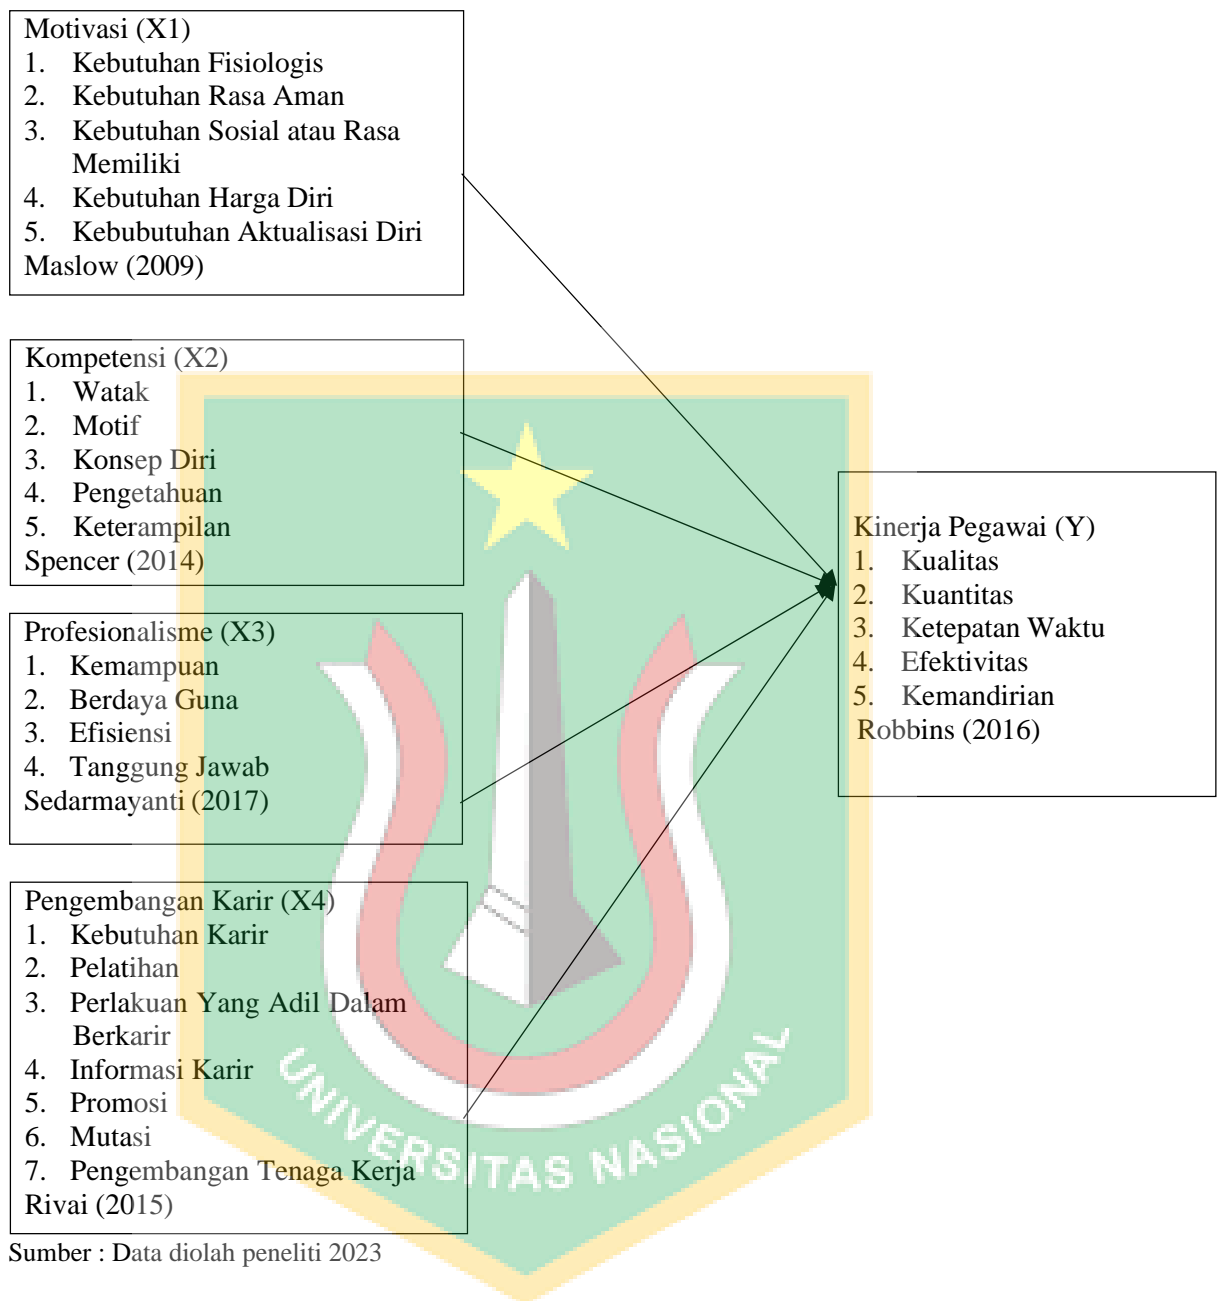 Motivasi (X1)
1. Kebutuhan Fisiologis
2. Kebutuhan Rasa Aman
3. Kebutuhan Sosial atau Rasa
Memiliki
4. Kebutuhan Harga Diri
5. Kebubutuhan Aktualisasi Diri
Maslow (2009)
Kompetensi (X2)
1. Watak
2. Motif
3. Konsep Diri
4. Pengetahuan
5. Keterampilan
Spencer (2014)
Profesionalisme (X3)
1. Kemampuan
2. Berdaya Guna
3. Efisiensi
4. Tanggung Jawab
Sedarmayanti (2017)
Pengembangan Karir (X4)
1. Kebutuhan Karir
2. Pelatihan
3. Perlakuan Yang Adil Dalam
Berkarir
4. Informasi Karir
5. Promosi
6. Mutasi
7. Pengembangan Tenaga Kerja
Rivai (2015)
Kinerja Pegawai (Y)
1. Kualitas
2. Kuantitas
3. Ketepatan Waktu
4. Efektivitas
5. Kemandirian
Robbins (2016)
UNIVERSITAS NASIONAL
Sumber : Data diolah peneliti 2023